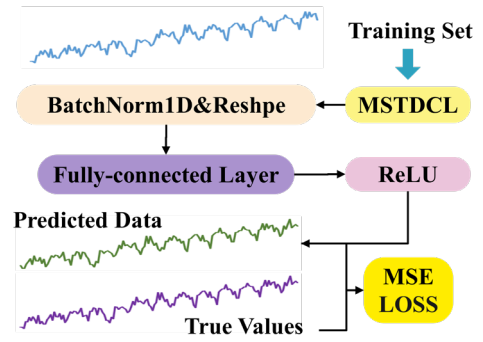 Training Set
BatchNorm1D&Reshpe
MSTDCL
Fully-connected Layer
ReLU
Predicted Data
MSE
LOSS
True Values